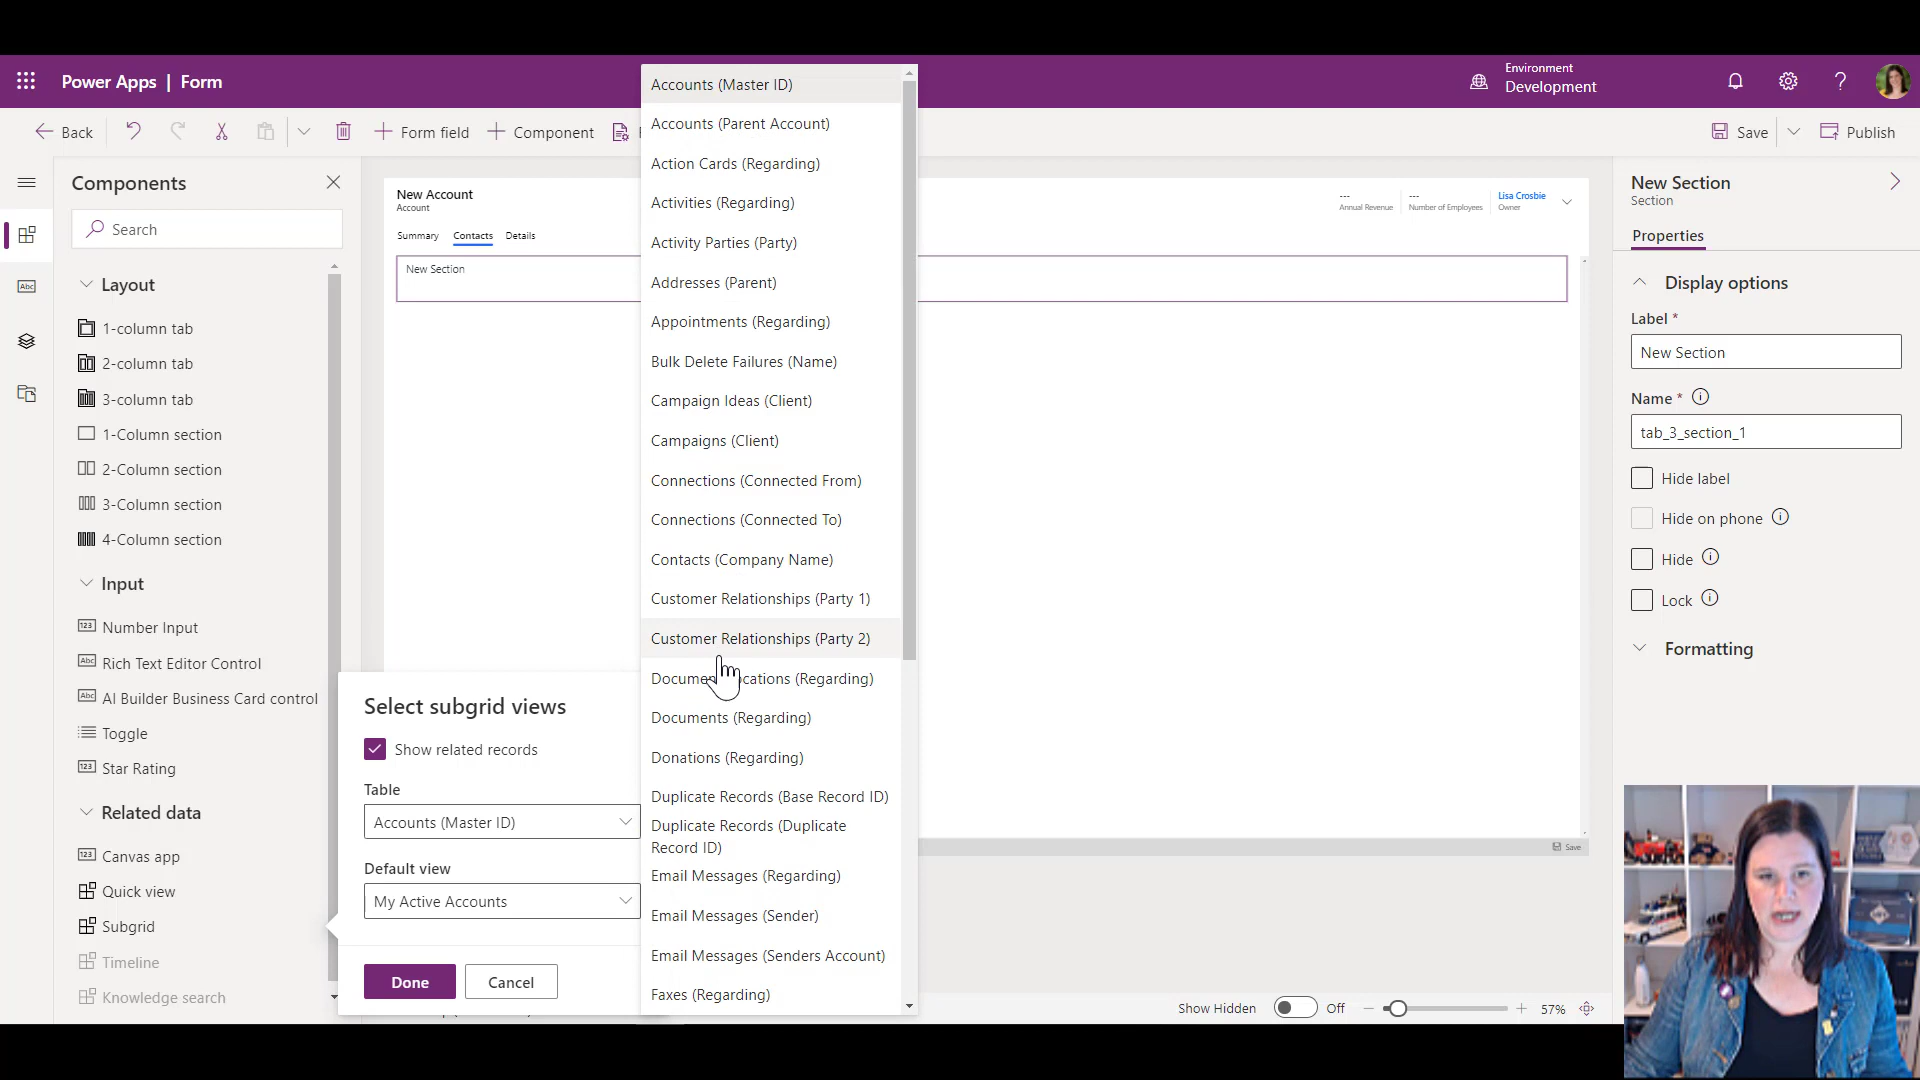 Power Apps | Form
Environment
Development
Back
Form field
Component
Save
Publish
Components
Search
Layout
1-column tab
2-column tab
3-column tab
1-Column section
2-Column section
3-Column section
4-Column section
Input
Number Input
Rich Text Editor Control
AI Builder Business Card control
Toggle
Star Rating
Related data
Canvas app
Quick view
Subgrid
Timeline
Knowledge search
New Account
Account
Summary
Contacts
Details
New Section
---
Annual Revenue
---
Number of Employees
Lisa Crosbie
Owner
Save
Select subgrid views
Show related records
Table
Accounts (Master ID)
Default view
My Active Accounts
Done
Cancel
Accounts (Master ID)
Accounts (Parent Account)
Action Cards (Regarding)
Activities (Regarding)
Activity Parties (Party)
Addresses (Parent)
Appointments (Regarding)
Bulk Delete Failures (Name)
Campaign Ideas (Client)
Campaigns (Client)
Connections (Connected From)
Connections (Connected To)
Contacts (Company Name)
Customer Relationships (Party 1)
Customer Relationships (Party 2)
(Regarding)
Documents (Regarding)
Donations (Regarding)
Duplicate Records (Base Record ID)
Duplicate Records (Duplicate
Record ID)
Email Messages (Regarding)
Email Messages (Sender)
Email Messages (Senders Account)
Faxes (Regarding)
New Section
Section
Properties
Display options
Label *
New Section
Name *
tab_3_section_1
Hide label
Hide on phone
Hide
Lock
Formatting
Show Hidden
Off
57%